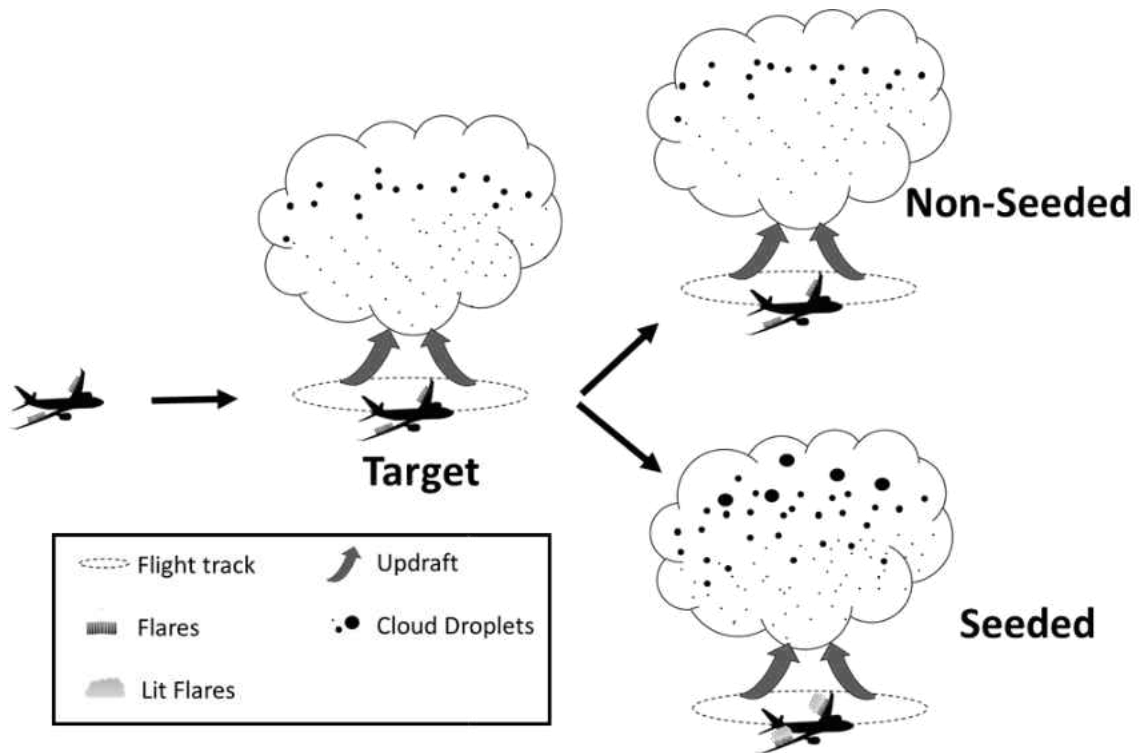 Non-Seeded
Target
Flight track
Updraft
Flares
Cloud Droplets
Seeded
Lit Flares